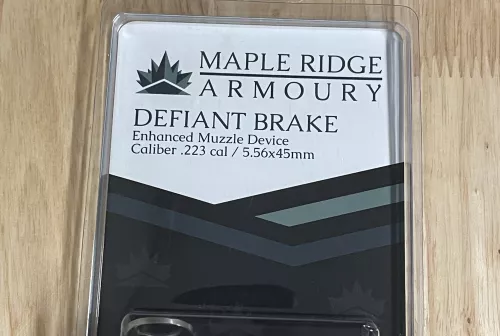 MAPLE RIDGE
ARMOURY
DEFIANT BRAKE
Enhanced Muzzle Device
Caliber .223 cal / 5.56x45mm